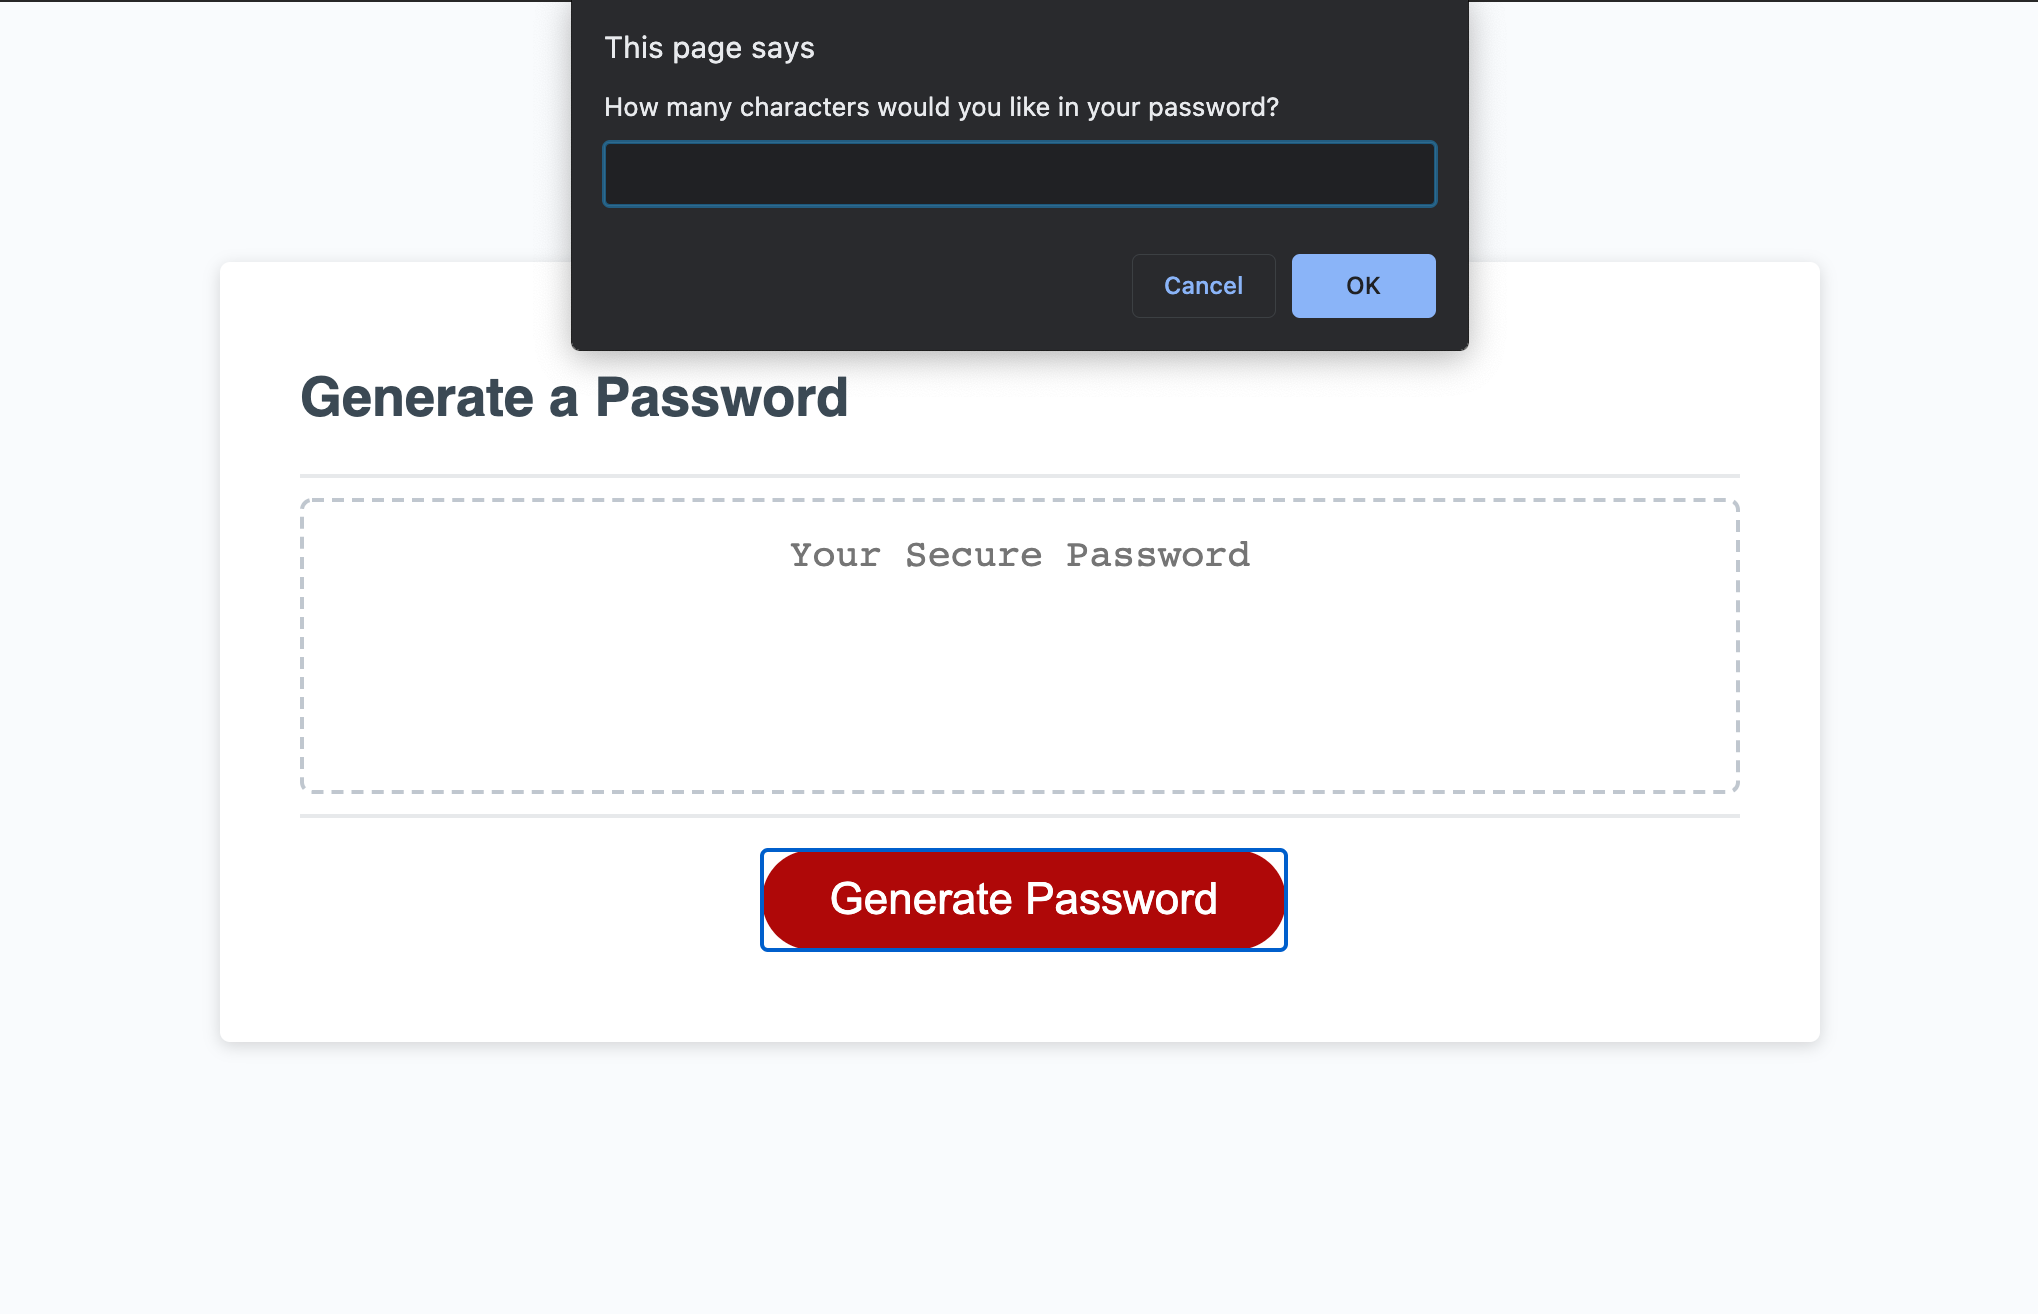 This page says
How many characters would you like in your password?
Cancel
OK
Generate a Password
Your Secure Password
Generate Password